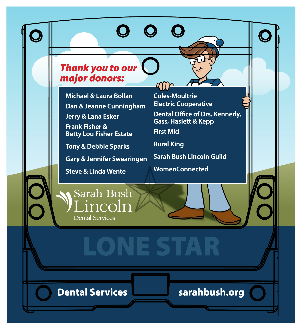 Thank you to our
major donors:
Michael & Laura Bollan
Dan & Jeanne Cunningham
Jerry & Lana Esker
Frank Fisher &
Betty Lou Fisher Estate
Tony & Debbie Sparks
Gary & Jennifer Swearingen
Steve & Linda Wente
Coles-Moultrie
Electric Cooperative
Dental Office of Drs. Kennedy,
Gass, Haslett & Kepp
First Mid
Rural King
Sarah Bush Lincoln Guild
WomenConnected
Sarah Bush
Lincoln
Dental Services
LONE STAR
Dental Services
sarahbush.org